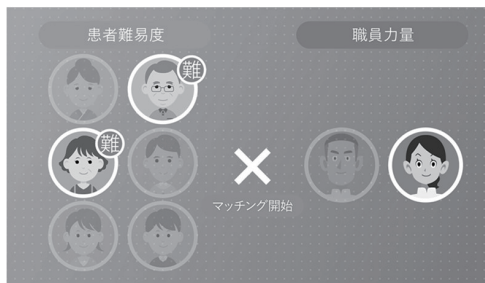 患者難易度
職員力量
難
難
マッチング開始